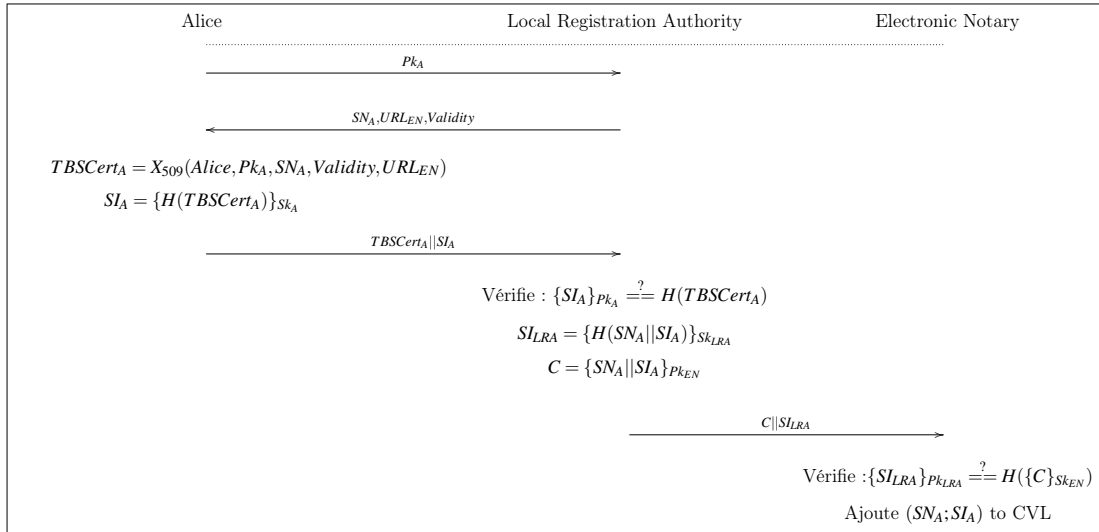 Alice Local Registration Authority Electronic Notary
Pk_A
SN_A,URL_EN,Validity
TBSCert_A = X_509(Alice,Pk_A,SN_A,Validity,URL_EN)
SI_A = {H(TBSCert_A)}_Sk_A
TBSCert_A||SI_A
Vérifie : {SI_A}_Pk_A ?== H(TBSCert_A)
SI_LRA = {H(SN_A||SI_A)}_Sk_LRA
C = {SN_A||SI_A}_Pk_EN
C||SI_LRA
Vérifie :{SI_LRA}_Pk_LRA ?== H({C}_Sk_EN)
Ajoute (SN_A;SI_A) to CVL